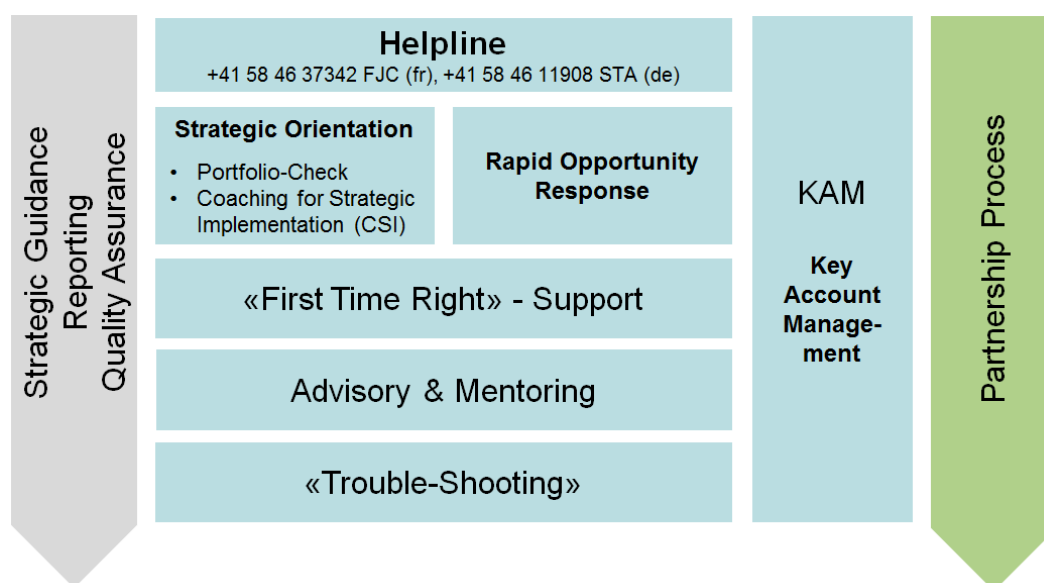 Strategic Guidance
Reporting
Quality Assurance
Helpline
+41 58 46 37342 FJC (fr), +41 58 46 11908 STA (de)
Strategic Orientation
• Portfolio-Check
• Coaching for Strategic
Implementation (CSI)
Rapid Opportunity
Response
«First Time Right» - Support
Advisory & Mentoring
«Trouble-Shooting»
KAM
Key
Account
Manage-
ment
Partnership Process